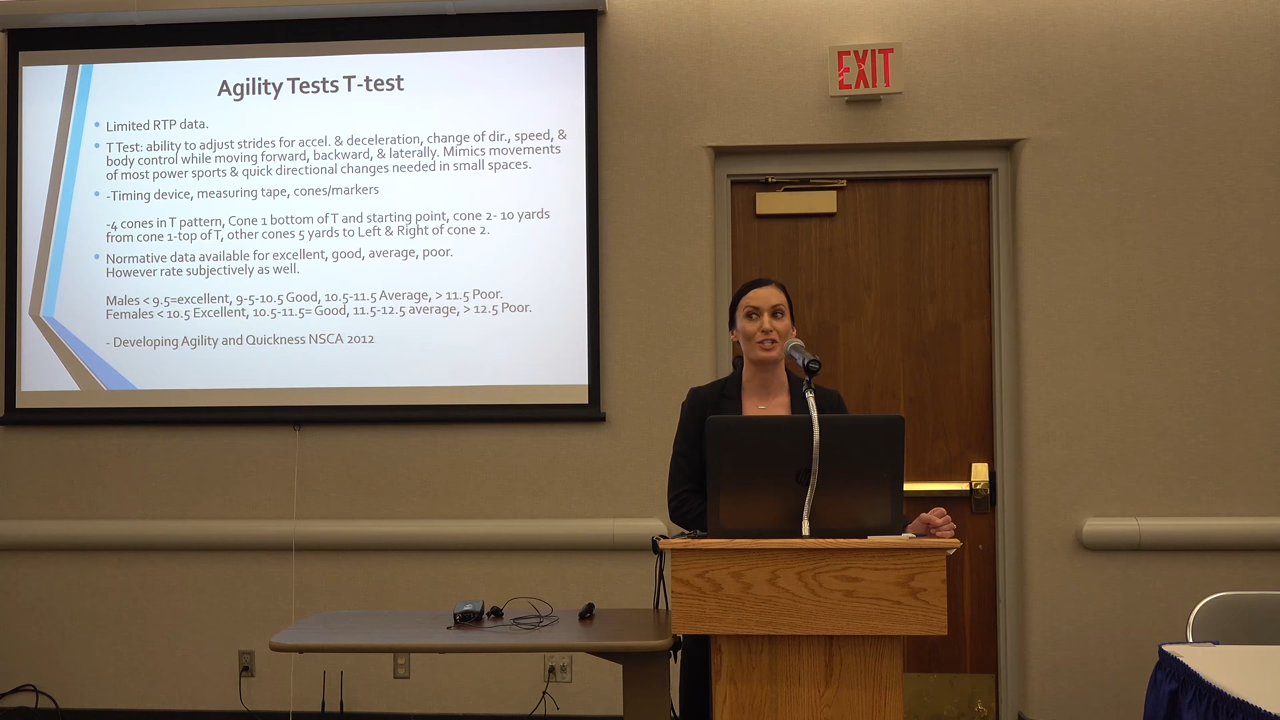 Agility Tests T-test
Limited RTP data.
T Test: ability to adjust strides for accel. & deceleration, change of dir., speed, &
body control while moving forward, backward, & laterally. Mimics movements
of most power sports & quick directional changes needed in small spaces.
-Timing device, measuring tape, cones/markers
-4 cones in T pattern, Cone 1 bottom of T and starting point, cone 2- 10 yards
from cone 1-top of T, other cones 5 yards to Left & Right of cone 2.
Normative data available for excellent, good, average, poor.
However rate subjectively as well.
Males < 9.5=excellent, 9-5-10.5 Good, 10.5-11.5 Average, > 11.5 Poor.
Females < 10.5 Excellent, 10.5-11.5= Good, 11.5-12.5 average, > 12.5 Poor.
- Developing Agility and Quickness NSCA 2012
EXIT